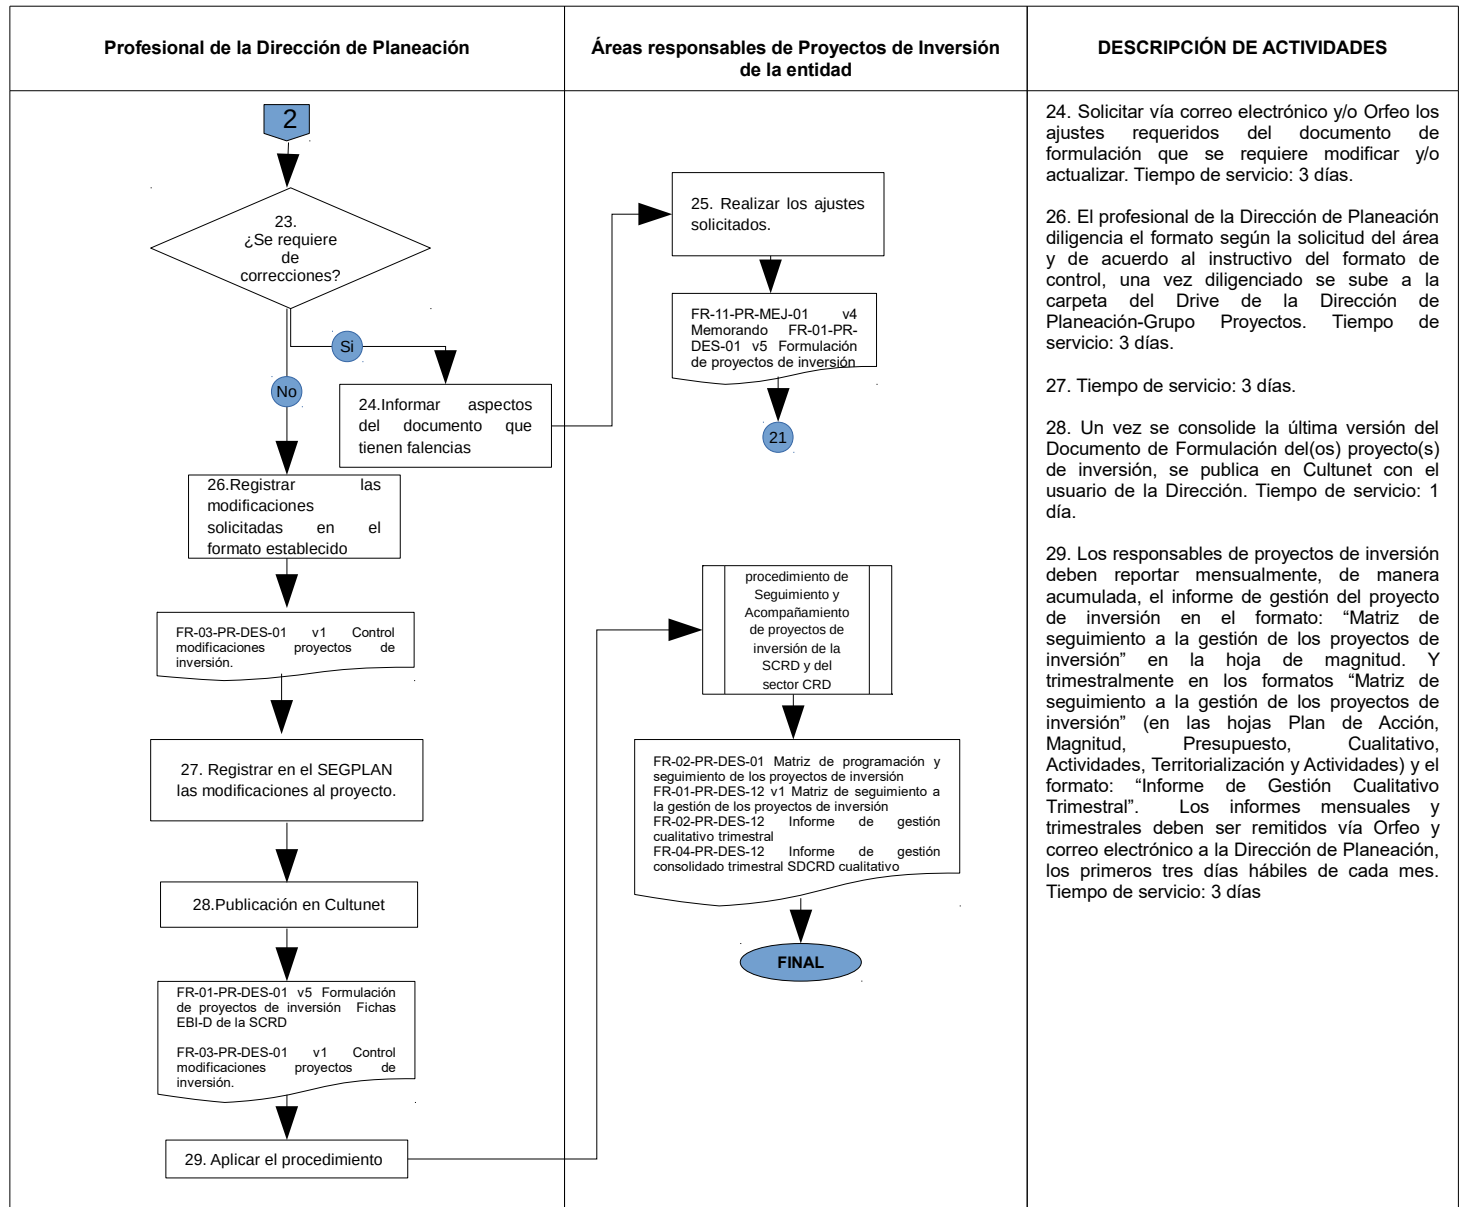 Profesional de la Dirección de Planeación
Áreas responsables de Proyectos de Inversión
de la entidad
DESCRIPCIÓN DE ACTIVIDADES
2
23.
¿Se requiere
de
correcciones?
Si
No
24.Informar aspectos
del documento que
tienen falencias
26.Registrar las
modificaciones
solicitadas en el
formato establecido
FR-03-PR-DES-01 v1 Control
modificaciones proyectos de
inversión.
27. Registrar en el SEGPLAN
las modificaciones al proyecto.
28.Publicación en Cultunet
FR-01-PR-DES-01 v5 Formulación
de proyectos de inversión Fichas
EBI-D de la SCRD
FR-03-PR-DES-01 v1 Control
modificaciones proyectos de
inversión.
29. Aplicar el procedimiento
25. Realizar los ajustes
solicitados.
FR-11-PR-MEJ-01 v4
Memorando FR-01-PR-
DES-01 v5 Formulación
de proyectos de inversión
21
procedimiento de
Seguimiento y
Acompañamiento
de proyectos de
inversión de la
SCRD y del
sector CRD
FR-02-PR-DES-01 Matriz de programación y
seguimiento de los proyectos de inversión
FR-01-PR-DES-12 v1 Matriz de seguimiento a
la gestión de los proyectos de inversión
FR-02-PR-DES-12 Informe de gestión
cualitativo trimestral
FR-04-PR-DES-12 Informe de gestión
consolidado trimestral SDCRD cualitativo
FINAL
24. Solicitar vía correo electrónico y/o Orfeo los
ajustes requeridos del documento de
formulación que se requiere modificar y/o
actualizar. Tiempo de servicio: 3 días.
26. El profesional de la Dirección de Planeación
diligencia el formato según la solicitud del área
y de acuerdo al instructivo del formato de
control, una vez diligenciado se sube a la
carpeta del Drive de la Dirección de
Planeación-Grupo Proyectos. Tiempo de
servicio: 3 días.
27. Tiempo de servicio: 3 días.
28. Un vez se consolide la última versión del
Documento de Formulación del(os) proyecto(s)
de inversión, se publica en Cultunet con el
usuario de la Dirección. Tiempo de servicio: 1
día.
29. Los responsables de proyectos de inversión
deben reportar mensualmente, de manera
acumulada, el informe de gestión del proyecto
de inversión en el formato: “Matriz de
seguimiento a la gestión de los proyectos de
inversión” en la hoja de magnitud. Y
trimestralmente en los formatos “Matriz de
seguimiento a la gestión de los proyectos de
inversión” (en las hojas Plan de Acción,
Magnitud, Presupuesto, Cualitativo,
Actividades, Territorialización y Actividades) y el
formato: “Informe de Gestión Cualitativo
Trimestral”. Los informes mensuales y
trimestrales deben ser remitidos vía Orfeo y
correo electrónico a la Dirección de Planeación,
los primeros tres días hábiles de cada mes.
Tiempo de servicio: 3 días